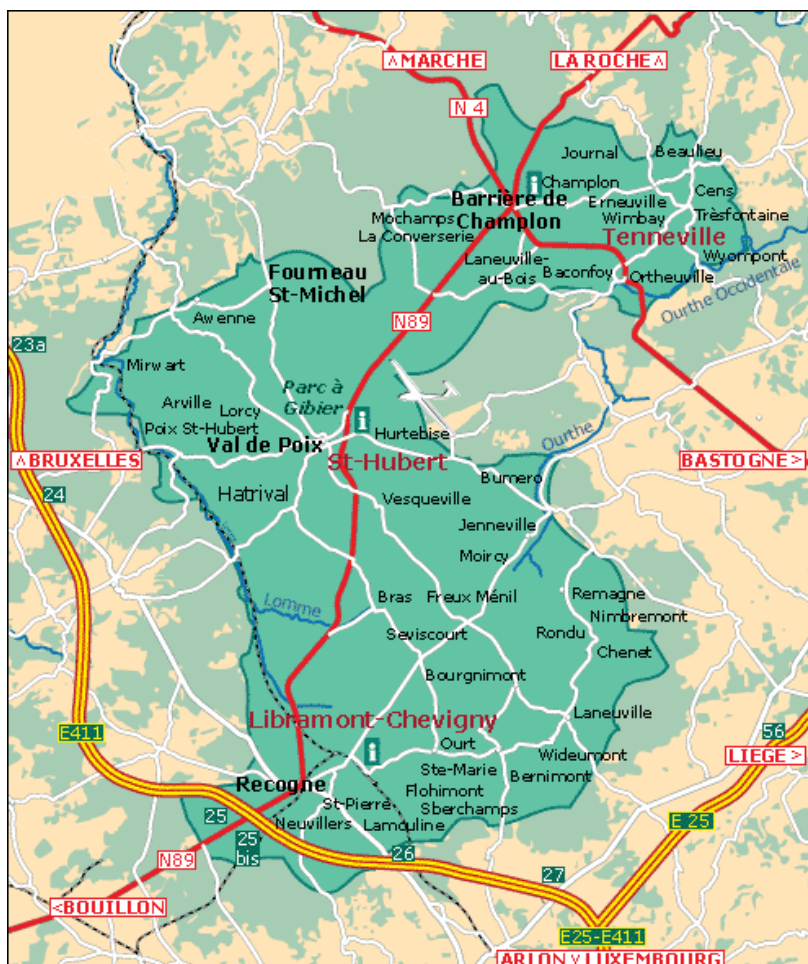 ^MARCHE
LA ROCHE^
N 4
Journal
Beaulieu
i
Champlon
Cens
Barrière de
Champlon
Erneuville
Wimbay
Trèsfontaine
Mochamps
La Converserie
Tenneville
Wyompont
Laneuville-
au-Bois
Baconfoy
Ortheuville
Ourthe Occidentale
Fourneau
St-Michel
Awenne
N89
23a
Mirwart
Parc à
Gibier
Arville
Lorcy
i
Poix St-Hubert
Hurtebise
Ourthe
Val de Poix
St-Hubert
^BRUXELLES
BASTOGNE>
Burnero
24
Hatrival
Vesqueville
Jenneville
Moircy
Lomme
Bras
Freux Ménil
Remagne
Nimbremont
Seviscourt
Rondu
Chenet
Bourgnimont
Libramont-Chevigny
Laneuville
E411
56
i
Ourt
Wideumont
LIEGE>
Recogne
Ste-Marie
Bernimont
Flohimont
St-Pierre
Sberchamps
25
Neuvillers
Lamouline
E 25
25
bis
N89
26
27
<BOUILLON
E25-E411
ARLON v LUXEMBOURG